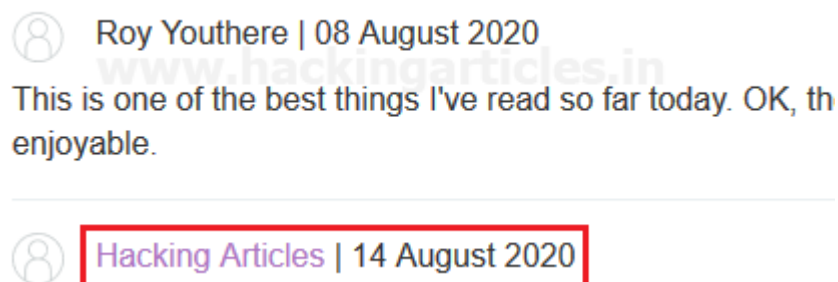 Roy Youthere | 08 August 2020
www.hackingarticles.in
This is one of the best things I've read so far today. OK,
enjoyable.
Hacking Articles | 14 August 2020